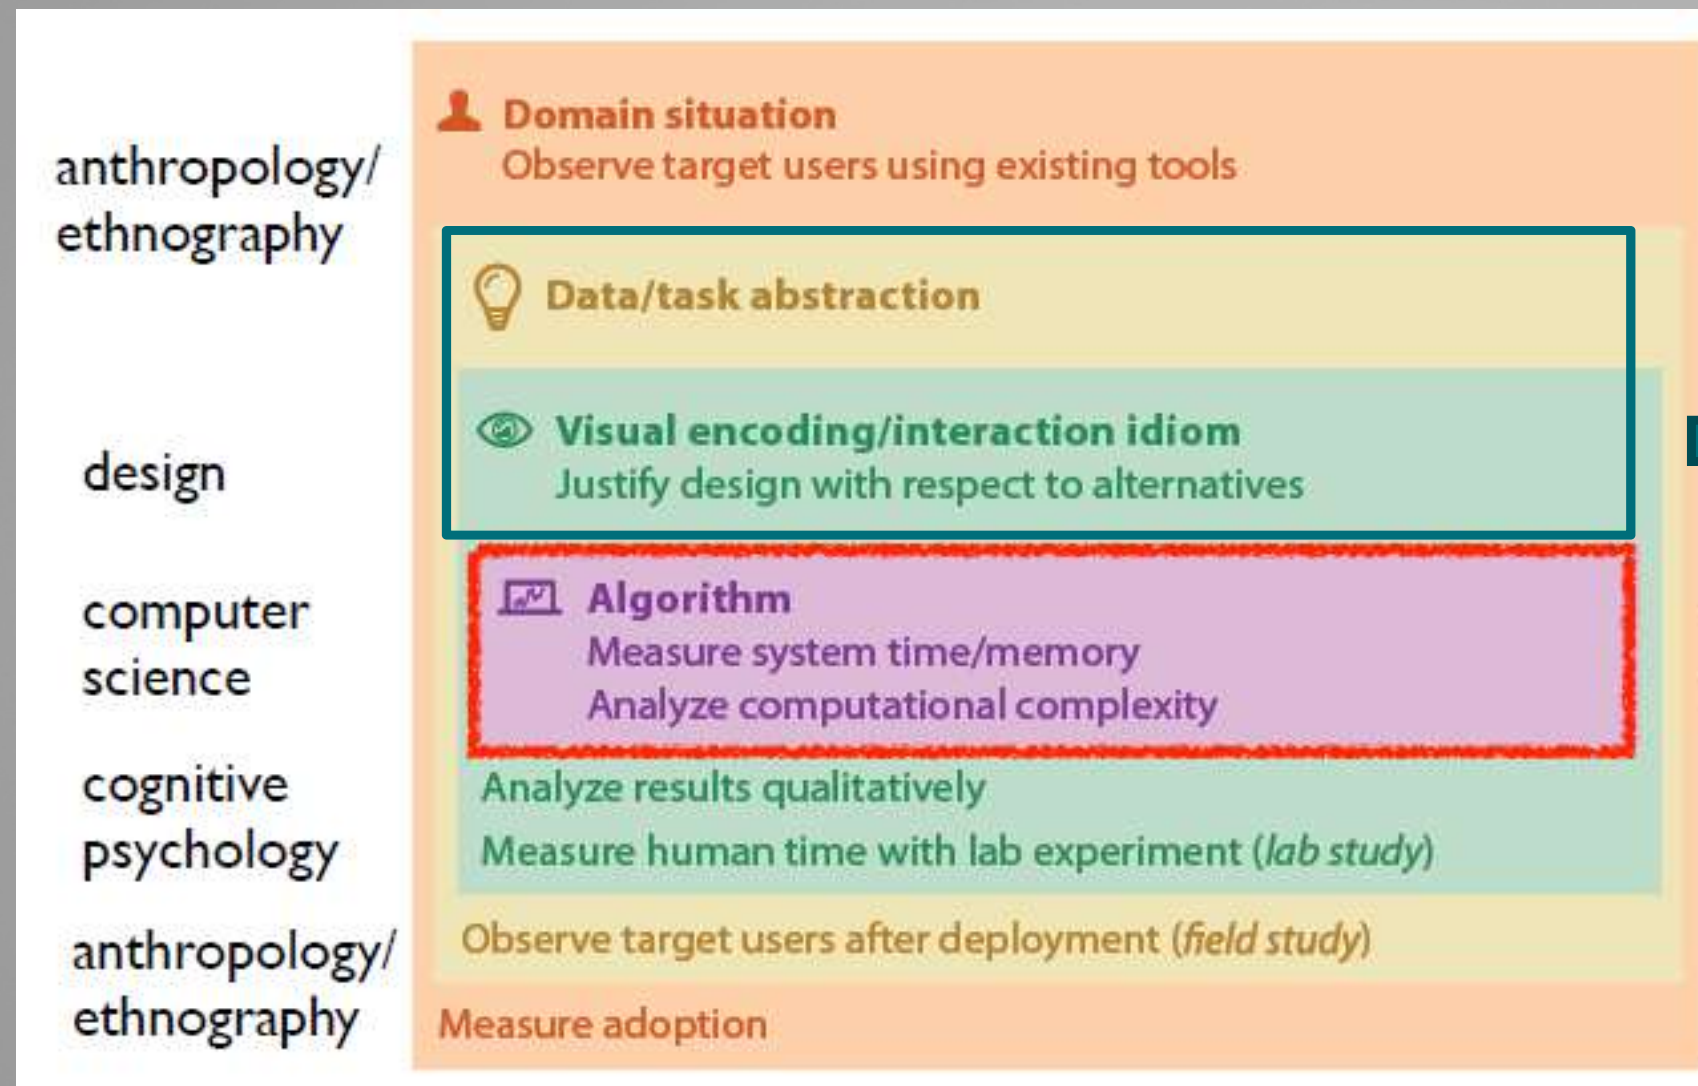 anthropology/
ethnography
Domain situation
Observe target users using existing tools
Data/task abstraction
design
Visual encoding/interaction idiom
Justify design with respect to alternatives
computer
science
Algorithm
Measure system time/memory
Analyze computational complexity
cognitive
psychology
Analyze results qualitatively
Measure human time with lab experiment (lab study)
anthropology/
ethnography
Observe target users after deployment (field study)
Measure adoption